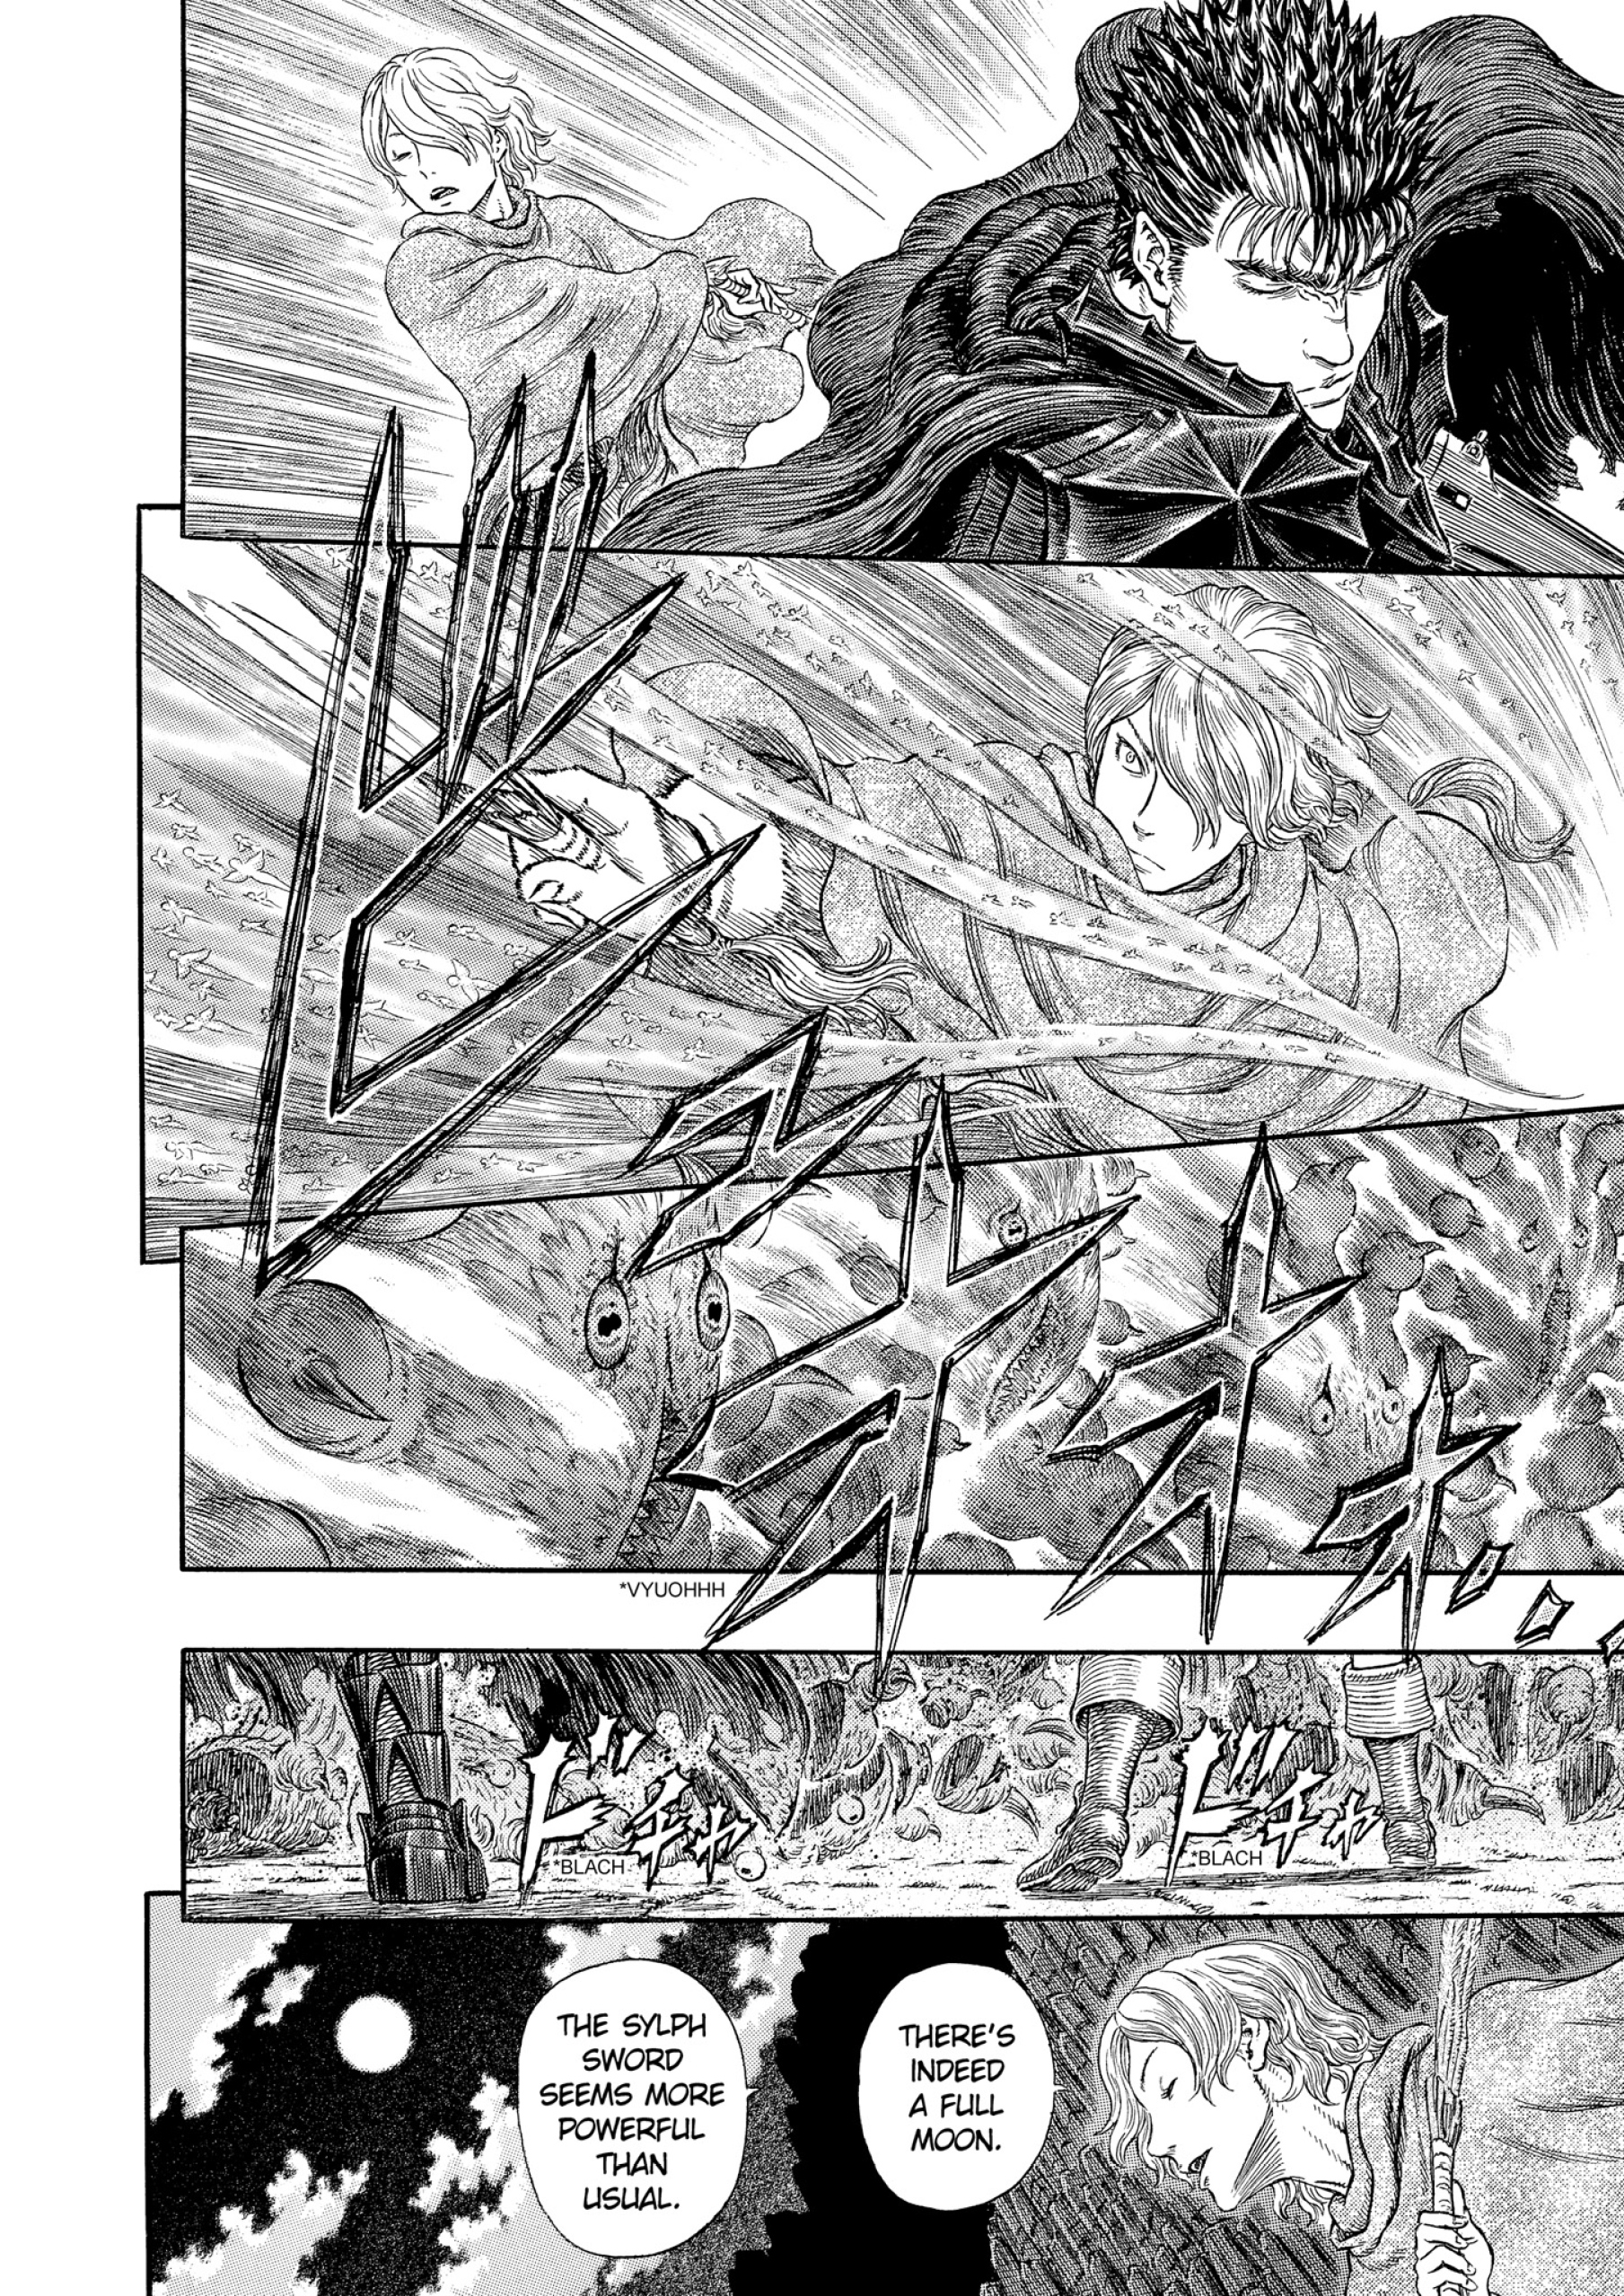 ビュオオオ…
*VYUOHHH
ドチャ
*BLACH
ドチャ
*BLACH
THERE'S
INDEED
A FULL
MOON.
THE SYLPH
SWORD
SEEMS MORE
POWERFUL
THAN
USUAL.